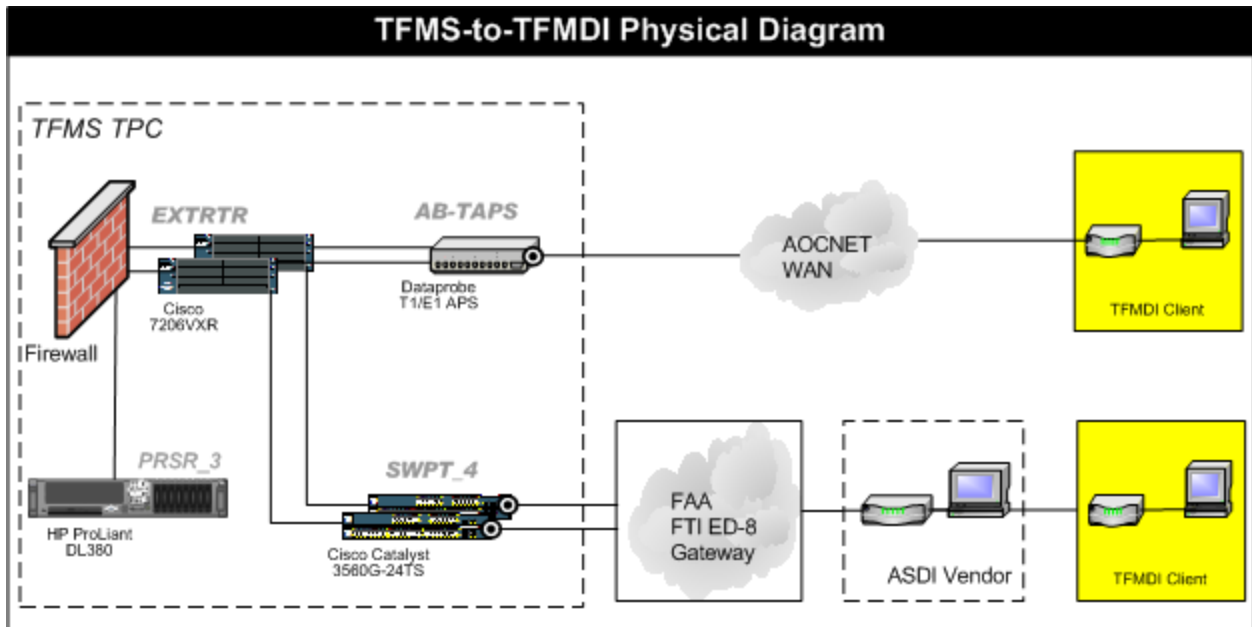 TFMS-to-TFMDI Physical Diagram
TFMS TPC
EXTRTR
AB-TAPS
AOCNET
WAN
Cisco
7206VXR
Dataprobe
T1/E1 APS
TFMDI Client
Firewall
PRSR_3
SWPT_4
HP ProLiant
DL380
Cisco Catalyst
3560G-24TS
FAA
FTI ED-8
Gateway
ASDI Vendor
TFMDI Client